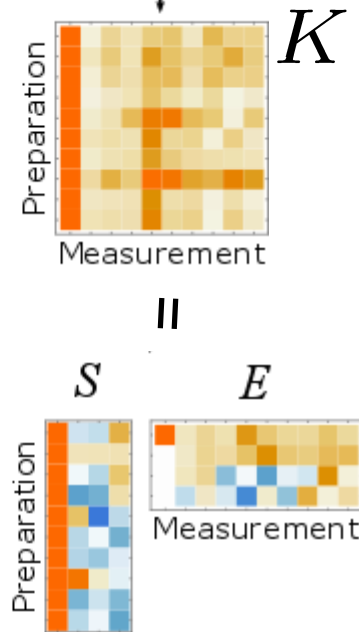 K
Preparation
Measurement
=
S E
Preparation
Measurement